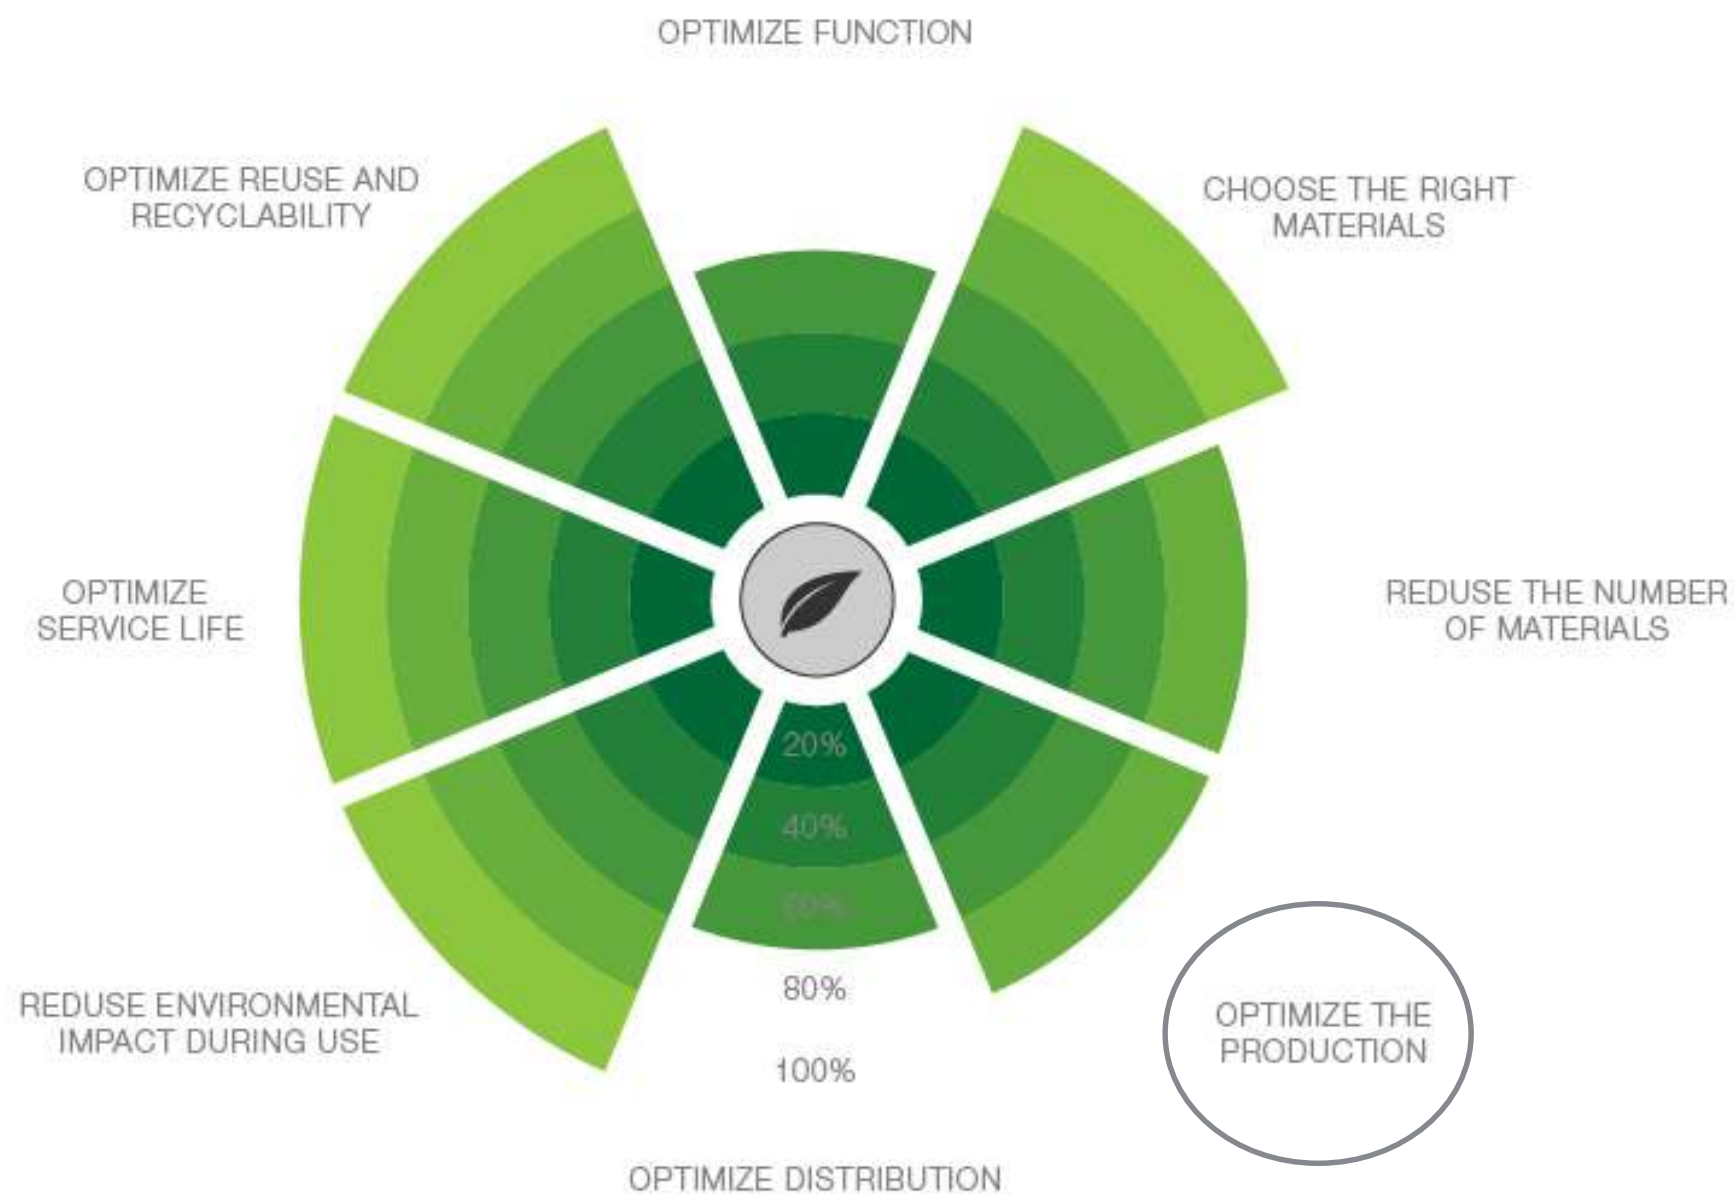 OPTIMIZE FUNCTION
OPTIMIZE REUSE AND
RECYCLABILITY
CHOOSE THE RIGHT
MATERIALS
OPTIMIZE
SERVICE LIFE
REDUSE THE NUMBER
OF MATERIALS
20%
40%
60%
80%
100%
REDUSE ENVIRONMENTAL
IMPACT DURING USE
OPTIMIZE THE
PRODUCTION
OPTIMIZE DISTRIBUTION